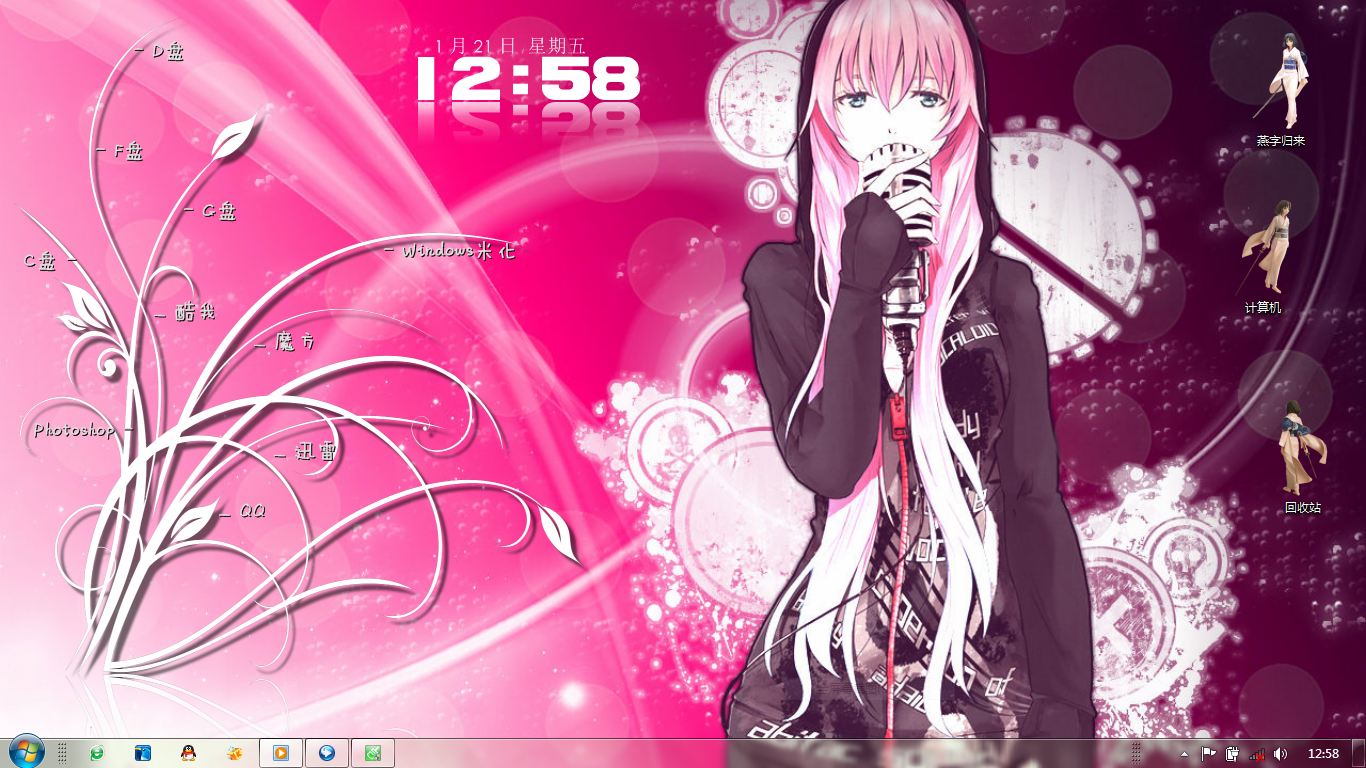 1月21日 星期五
12:58
D盘
F盘
G盘
C盘
Windows米化
酷我
魔方
Photoshop
迅雷
QQ
燕字归来
计算机
回收站
12:58